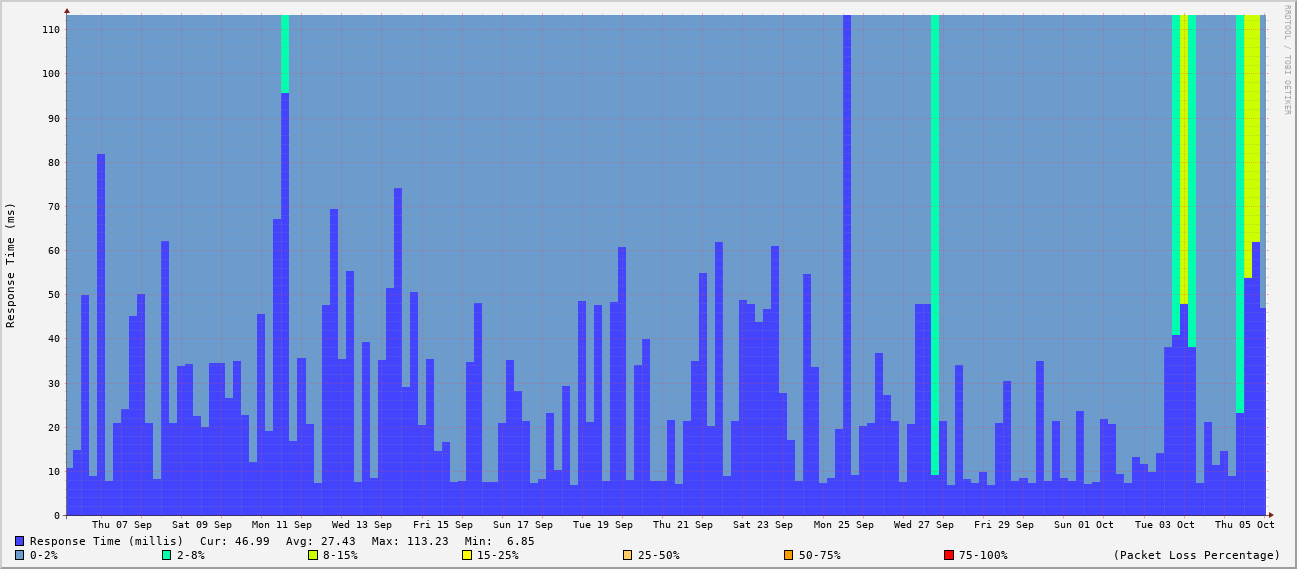 RRDTOOL / TOBI OETIKER
Response Time (ms)
110
100
90
80
70
60
50
40
30
20
10
0
Thu 07 Sep Sat 09 Sep Mon 11 Sep Wed 13 Sep Fri 15 Sep Sun 17 Sep Tue 19 Sep Thu 21 Sep Sat 23 Sep Mon 25 Sep Wed 27 Sep Fri 29 Sep Sun 01 Oct Tue 03 Oct Thu 05 Oct
Response Time (millis) Cur: 46.99 Avg: 27.43 Max: 113.23 Min: 6.85
0-2% 2-8% 8-15% 15-25% 25-50% 50-75% 75-100% (Packet Loss Percentage)